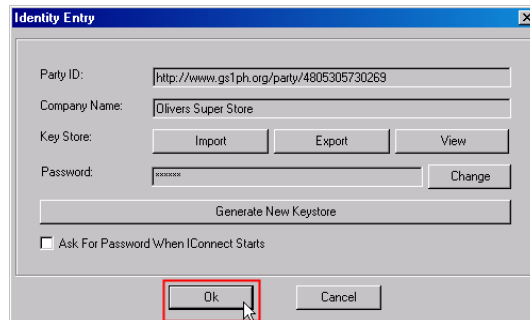 Identity Entry
Party ID: http://www.gs1ph.org/party/4805305730269
Company Name: Olivers Super Store
Key Store: Import Export View
Password: xxxxxx Change
Generate New Keystore
Ask For Password When IConnect Starts
Ok Cancel